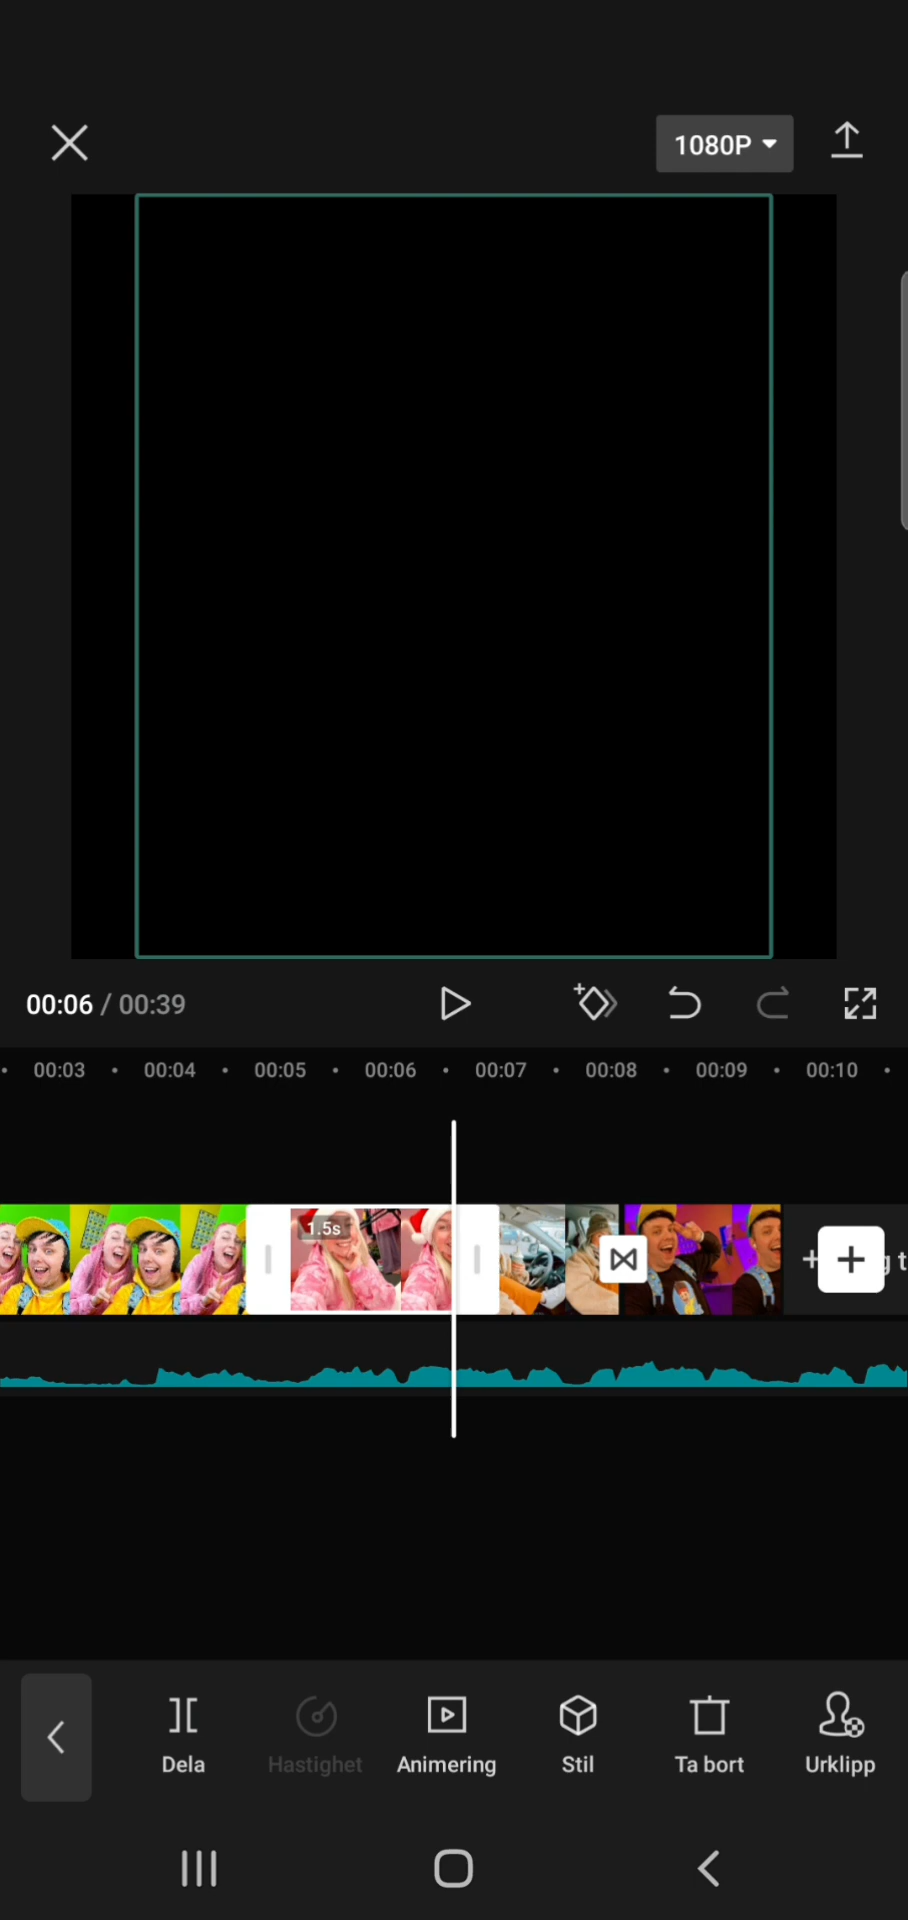 1080P
00:06 / 00:39
00:03 00:04 00:05 00:06 00:07 00:08 00:09 00:10
1.5s
Dela Hastighet Animering Stil Ta bort Urklipp